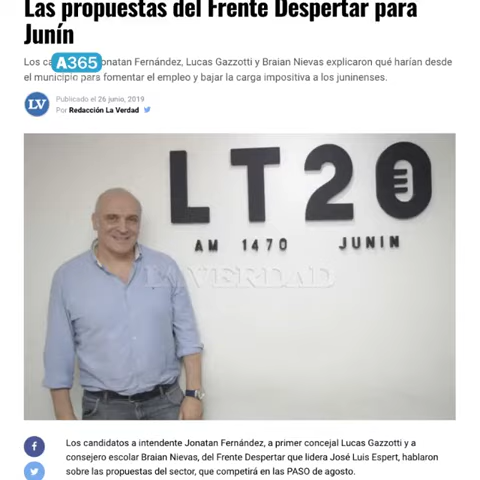 Las propuestas del Frente Despertar para
Junín
A365
Los ca onatan Fernández, Lucas Gazzotti y Braian Nievas explicaron qué harían desde
el municipio para fomentar el empleo y bajar la carga impositiva a los juninenses.
LV
Publicado el 26 junio, 2019
Por Redacción La Verdad
LT20
AM 1470 JUNIN
LA VERDAD
Los candidatos a intendente Jonatan Fernández, a primer concejal Lucas Gazzotti y a
consejero escolar Braian Nievas, del Frente Despertar que lidera José Luis Espert, hablaron
sobre las propuestas del sector, que competirá en las PASO de agosto.